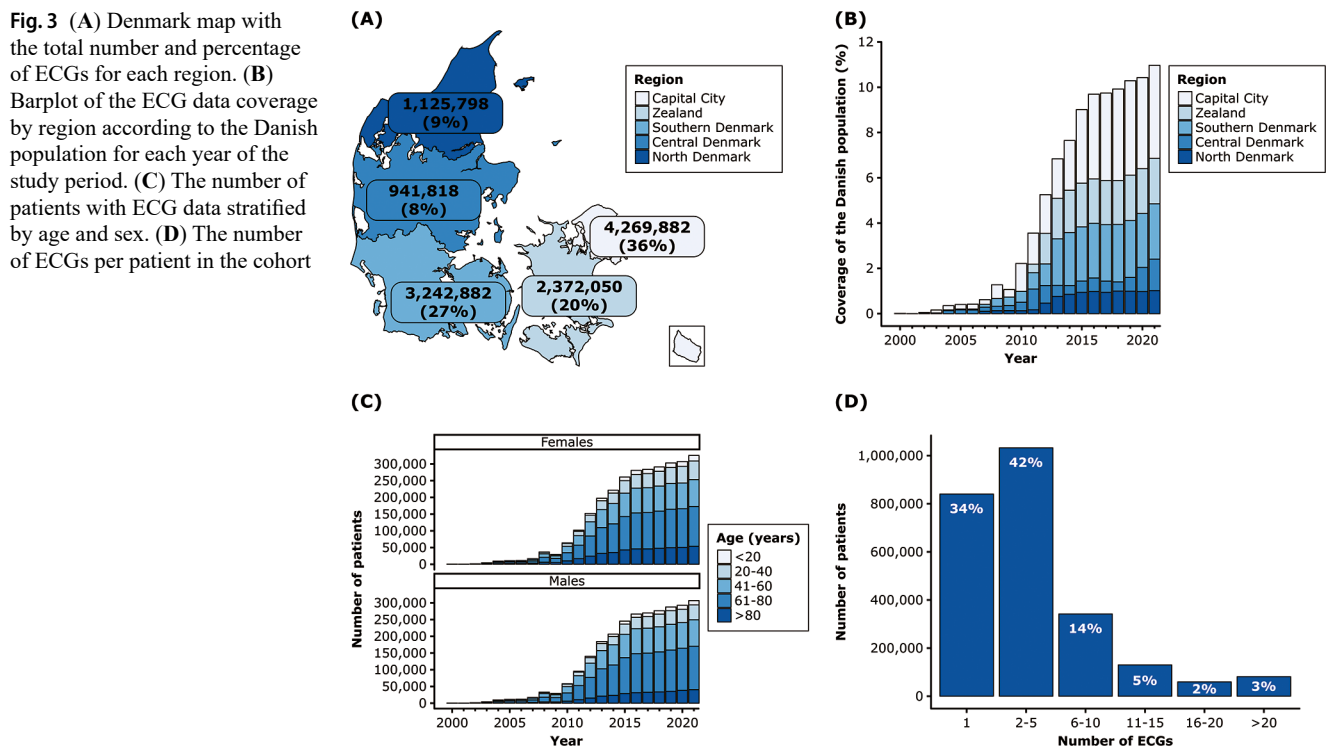 Fig. 3 (A) Denmark map with
the total number and percentage
of ECGs for each region. (B)
Barplot of the ECG data coverage
by region according to the Danish
population for each year of the
study period. (C) The number of
patients with ECG data stratified
by age and sex. (D) The number
of ECGs per patient in the cohort
(A)
1,125,798
(9%)
941,818
(8%)
4,269,882
(36%)
3,242,882
(27%)
2,372,050
(20%)
Region
Capital City
Zealand
Southern Denmark
Central Denmark
North Denmark
(B)
Coverage of the Danish population (%)
12
10
8
6
4
2
0
2000
2005
2010
2015
2020
Year
Region
Capital City
Zealand
Southern Denmark
Central Denmark
North Denmark
(C)
Number of patients
Females
300,000
250,000
200,000
150,000
100,000
50,000
0
Males
300,000
250,000
200,000
150,000
100,000
50,000
0
2000
2005
2010
2015
2020
Year
Age (years)
<20
20-40
41-60
61-80
>80
(D)
Number of patients
1,000,000
800,000
600,000
400,000
200,000
0
34%
42%
14%
5%
2%
3%
1
2-5
6-10
11-15
16-20
>20
Number of ECGs